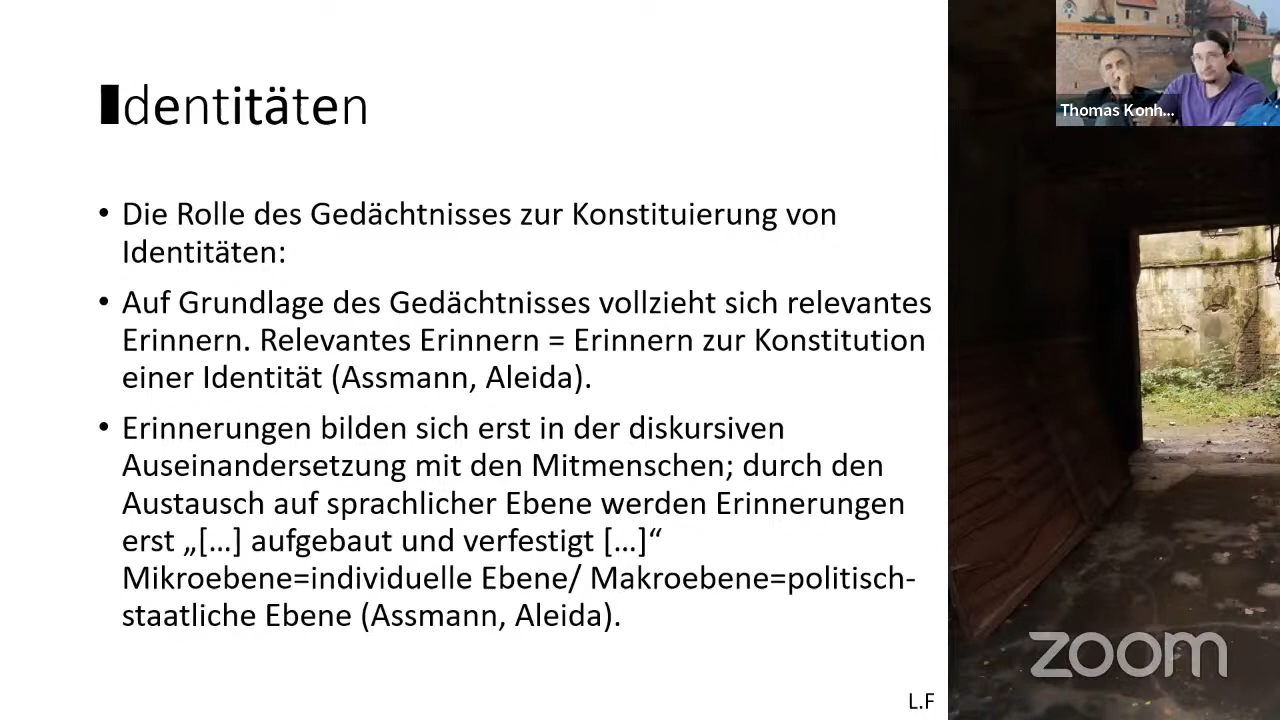 Identitäten
• Die Rolle des Gedächtnisses zur Konstituierung von
Identitäten:
• Auf Grundlage des Gedächtnisses vollzieht sich relevantes
Erinnern. Relevantes Erinnern = Erinnern zur Konstitution
einer Identität (Assmann, Aleida).
• Erinnerungen bilden sich erst in der diskursiven
Auseinandersetzung mit den Mitmenschen; durch den
Austausch auf sprachlicher Ebene werden Erinnerungen
erst „[…] aufgebaut und verfestigt […]“
Mikroebene=individuelle Ebene/ Makroebene=politisch-
staatliche Ebene (Assmann, Aleida).
L.F
Thomas Konh...
zoom